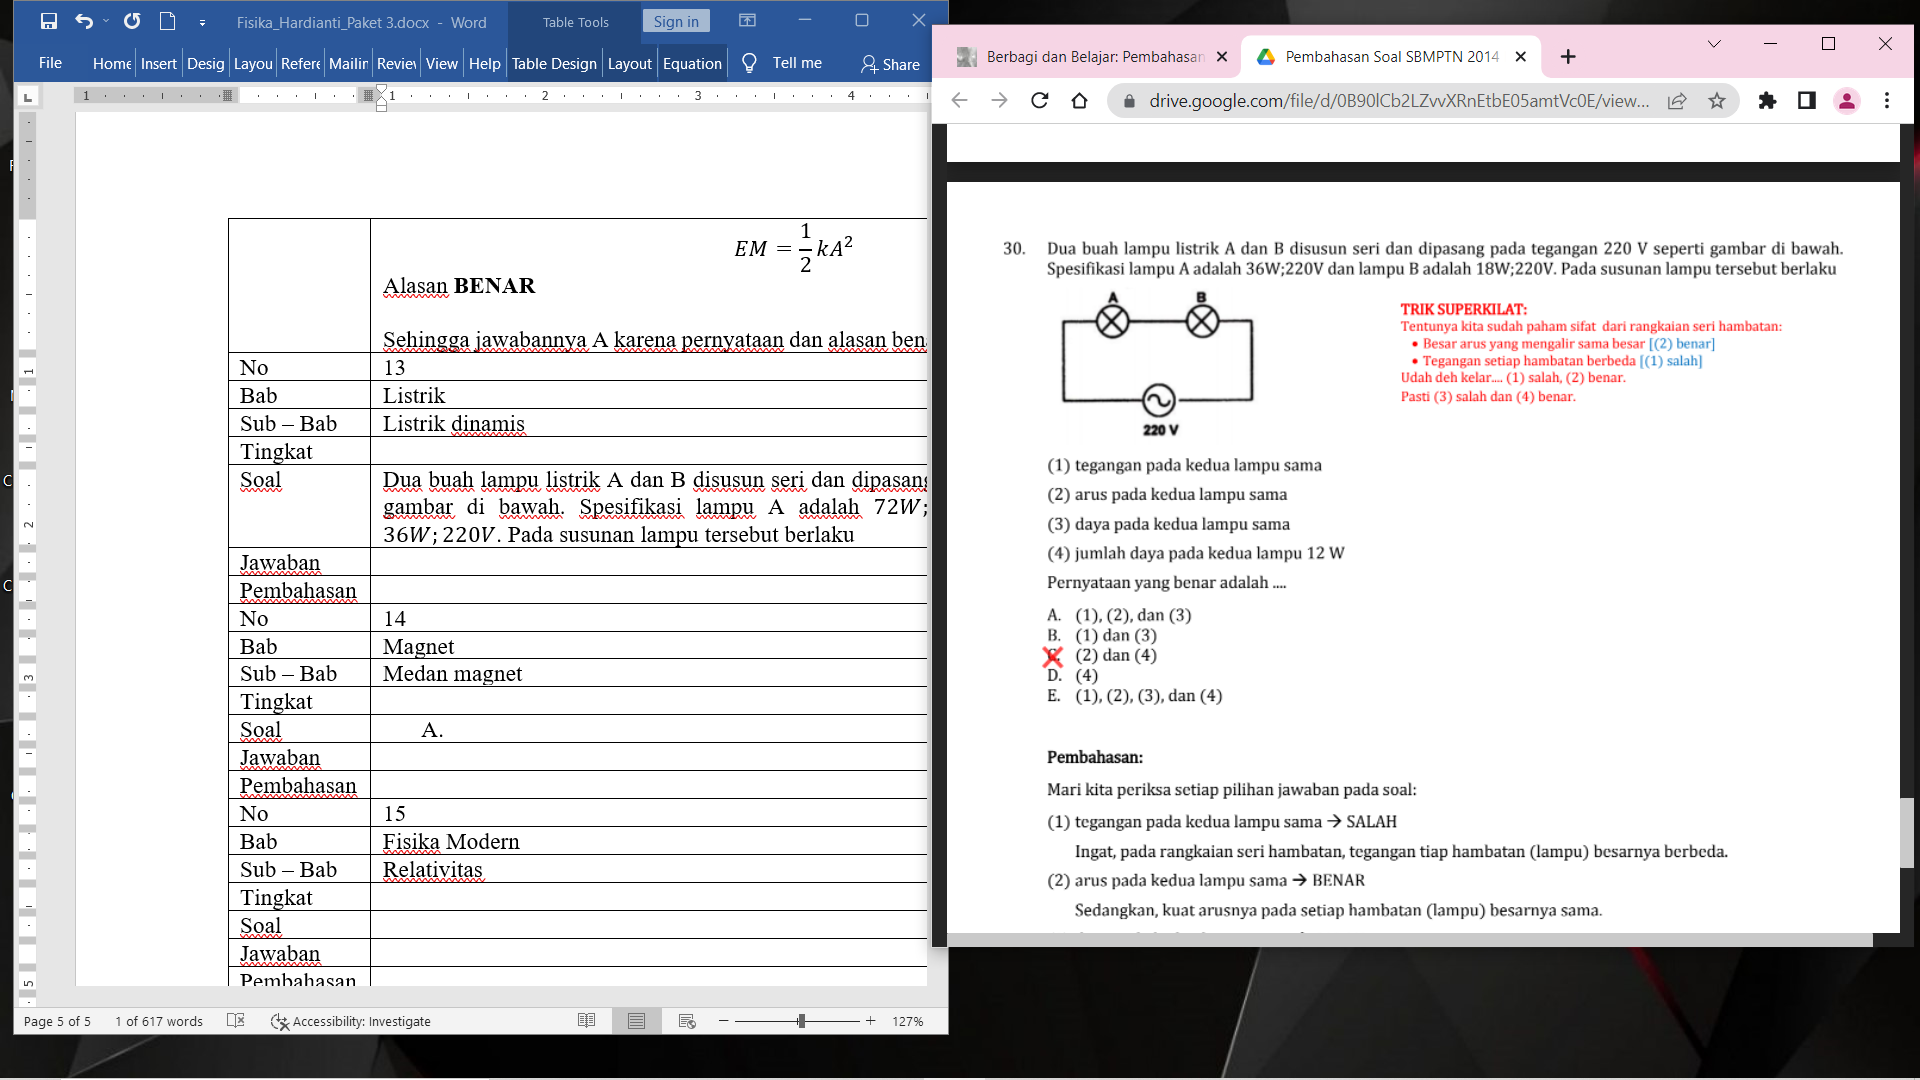 Fisika_Hardianti_Paket 3.docx - Word
Table Tools
Sign in
File Home Insert Desig Layou Refere Mailin Review View Help Table Design Layout Equation Tell me Share
L
1 1 2 3 4
EM = 1/2 kA²
Alasan BENAR
Sehingga jawabannya A karena pernyataan dan alasan ben
No 13
Bab Listrik
Sub – Bab Listrik dinamis
Tingkat
Soal Dua buah lampu listrik A dan B disusun seri dan dipasang
gambar di bawah. Spesifikasi lampu A adalah 72W;
36W; 220V. Pada susunan lampu tersebut berlaku
Jawaban
Pembahasan
No 14
Bab Magnet
Sub – Bab Medan magnet
Tingkat
Soal A.
Jawaban
Pembahasan
No 15
Bab Fisika Modern
Sub – Bab Relativitas
Tingkat
Soal
Jawaban
Pembahasan
1
2
3
5
Page 5 of 5 1 of 617 words Accessibility: Investigate 127%
Berbagi dan Belajar: Pembahasan
Pembahasan Soal SBMPTN 2014
drive.google.com/file/d/0B90lCb2LZvvXRnEtbE05amtVc0E/view...
30. Dua buah lampu listrik A dan B disusun seri dan dipasang pada tegangan 220 V seperti gambar di bawah.
Spesifikasi lampu A adalah 36W;220V dan lampu B adalah 18W;220V. Pada susunan lampu tersebut berlaku
A B
220 V
TRIK SUPERKILAT:
Tentunya kita sudah paham sifat dari rangkaian seri hambatan:
• Besar arus yang mengalir sama besar [(2) benar]
• Tegangan setiap hambatan berbeda [(1) salah]
Udah deh kelar.... (1) salah, (2) benar.
Pasti (3) salah dan (4) benar.
(1) tegangan pada kedua lampu sama
(2) arus pada kedua lampu sama
(3) daya pada kedua lampu sama
(4) jumlah daya pada kedua lampu 12 W
Pernyataan yang benar adalah ....
A. (1), (2), dan (3)
B. (1) dan (3)
C. (2) dan (4)
D. (4)
E. (1), (2), (3), dan (4)
Pembahasan:
Mari kita periksa setiap pilihan jawaban pada soal:
(1) tegangan pada kedua lampu sama → SALAH
Ingat, pada rangkaian seri hambatan, tegangan tiap hambatan (lampu) besarnya berbeda.
(2) arus pada kedua lampu sama → BENAR
Sedangkan, kuat arusnya pada setiap hambatan (lampu) besarnya sama.